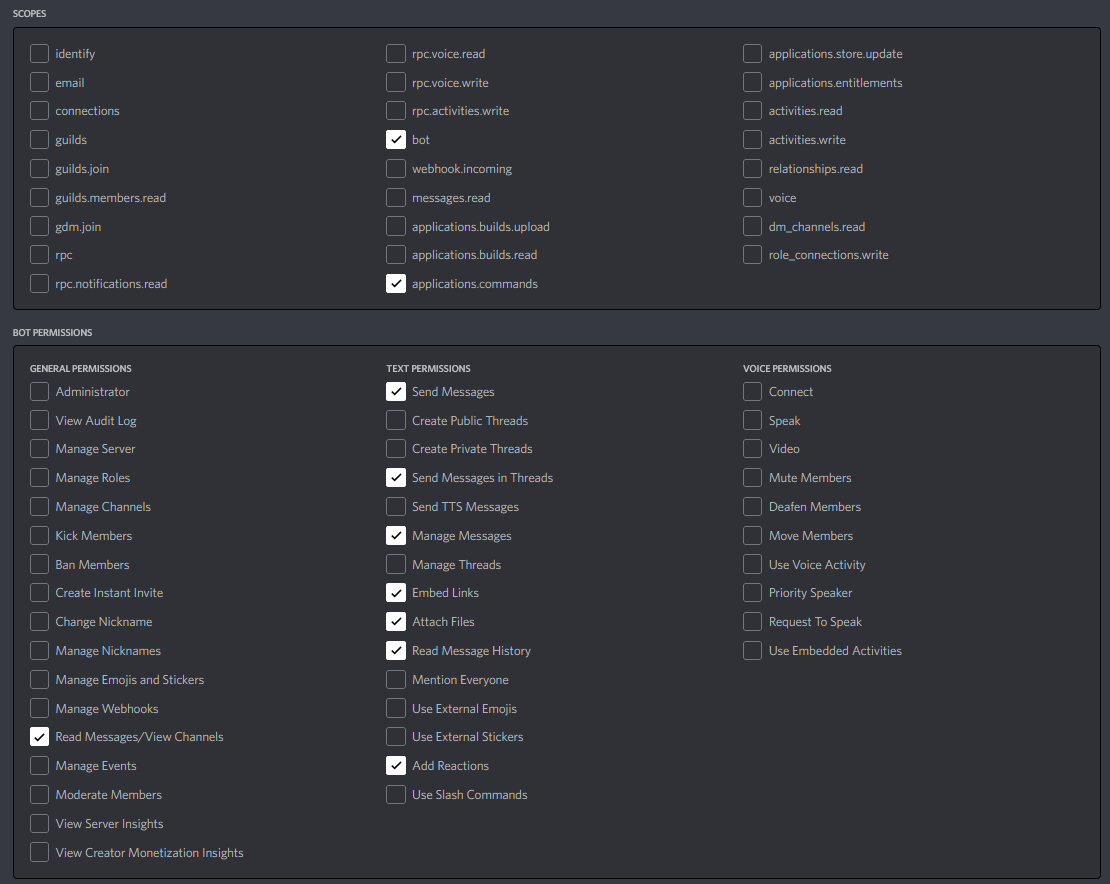 SCOPES
identify
email
connections
guilds
guilds.join
guilds.members.read
gdm.join
rpc
rpc.notifications.read
rpc.voice.read
rpc.voice.write
rpc.activities.write
bot
webhook.incoming
messages.read
applications.builds.upload
applications.builds.read
applications.commands
applications.store.update
applications.entitlements
activities.read
activities.write
relationships.read
voice
dm_channels.read
role_connections.write
BOT PERMISSIONS
GENERAL PERMISSIONS
Administrator
View Audit Log
Manage Server
Manage Roles
Manage Channels
Kick Members
Ban Members
Create Instant Invite
Change Nickname
Manage Nicknames
Manage Emojis and Stickers
Manage Webhooks
Read Messages/View Channels
Manage Events
Moderate Members
View Server Insights
View Creator Monetization Insights
TEXT PERMISSIONS
Send Messages
Create Public Threads
Create Private Threads
Send Messages in Threads
Send TTS Messages
Manage Messages
Manage Threads
Embed Links
Attach Files
Read Message History
Mention Everyone
Use External Emojis
Use External Stickers
Add Reactions
Use Slash Commands
VOICE PERMISSIONS
Connect
Speak
Video
Mute Members
Deafen Members
Move Members
Use Voice Activity
Priority Speaker
Request To Speak
Use Embedded Activities